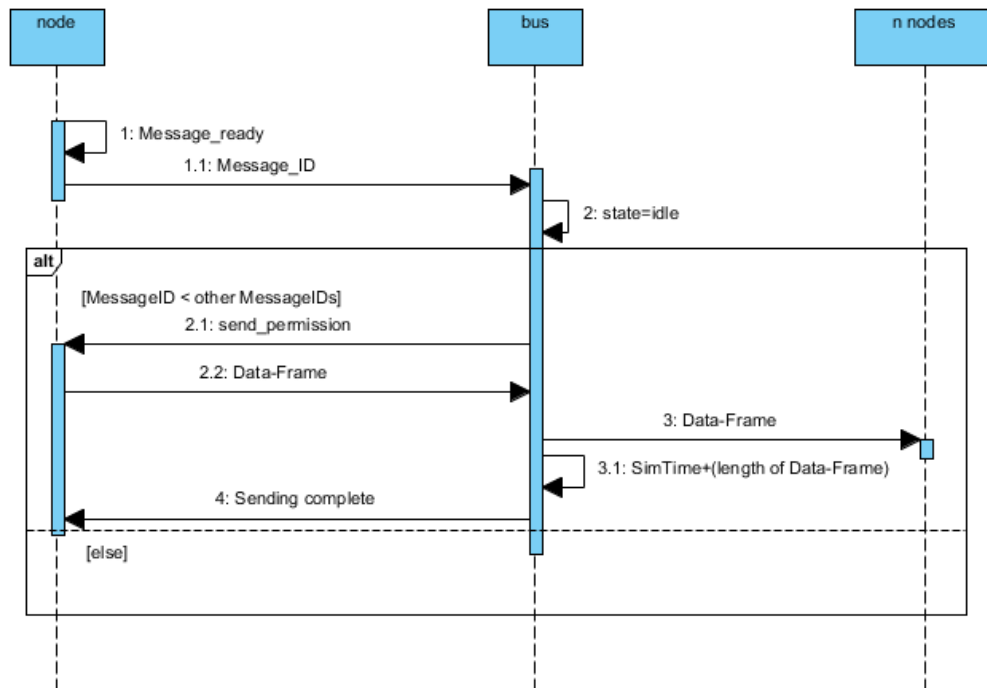 node
bus
n nodes
1: Message_ready
1.1: Message_ID
2: state=idle
alt
[MessageID < other MessageIDs]
2.1: send_permission
2.2: Data-Frame
3: Data-Frame
3.1: SimTime+(length of Data-Frame)
4: Sending complete
[else]